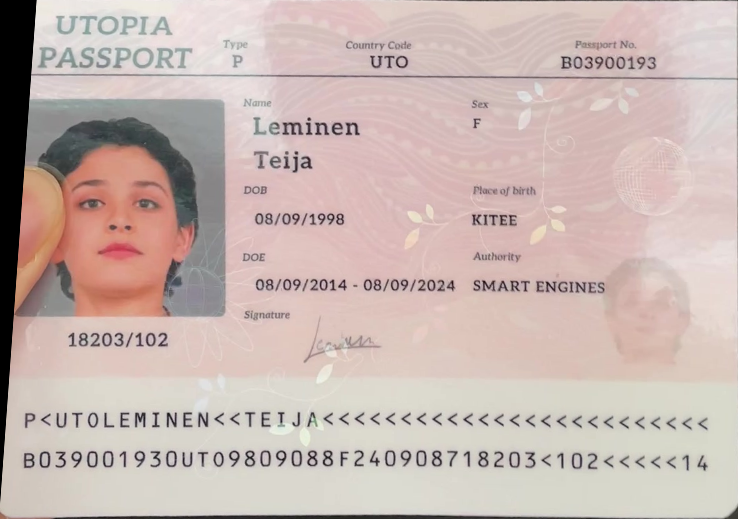 UTOPIA
PASSPORT
Type Country Code Passport No.
P UTO B03900193
Name Sex
Leminen F
Teija
DOB Place of birth
08/09/1998 KITEE
DOE Authority
08/09/2014 - 08/09/2024 SMART ENGINES
Signature
Leminen
18203/102
P<UTOLEMINEN<<TEIJA<<<<<<<<<<<<<<<<<<<<<<<<<
B039001930UTO9809088F240908718203<102<<<<<14